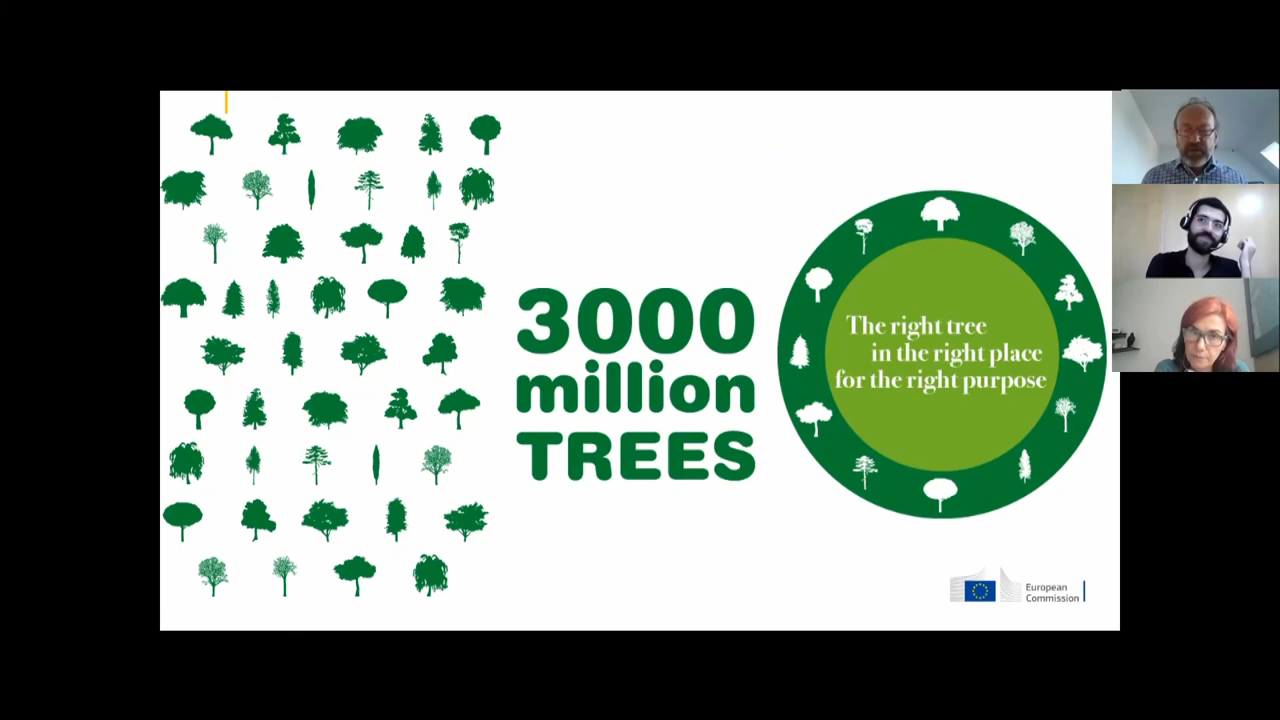 3000
million
TREES
The right tree
in the right place
for the right purpose
European
Commission